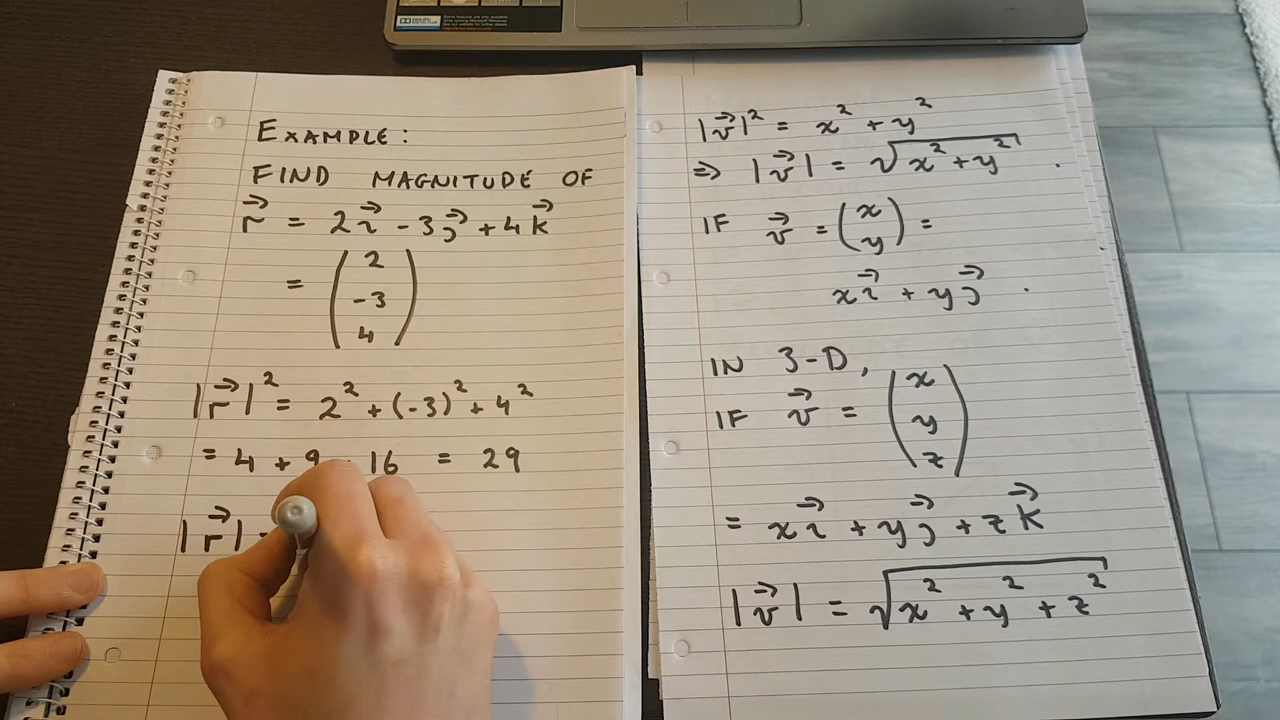 EXAMPLE:
FIND MAGNITUDE OF
r⃗ = 2i⃗ - 3j⃗ + 4k⃗
= (2
-3
4)
|r⃗|² = 2² + (-3)² + 4²
= 4 + 9 16 = 29
|r⃗| =
|v⃗|² = x² + y²
⇒ |v⃗| = √(x² + y²) .
IF v⃗ = (x
y) =
xi⃗ + yj⃗ .
IN 3-D,
IF v⃗ = (x
y
z)
= xi⃗ + yj⃗ + zk⃗
|v⃗| = √(x² + y² + z²)